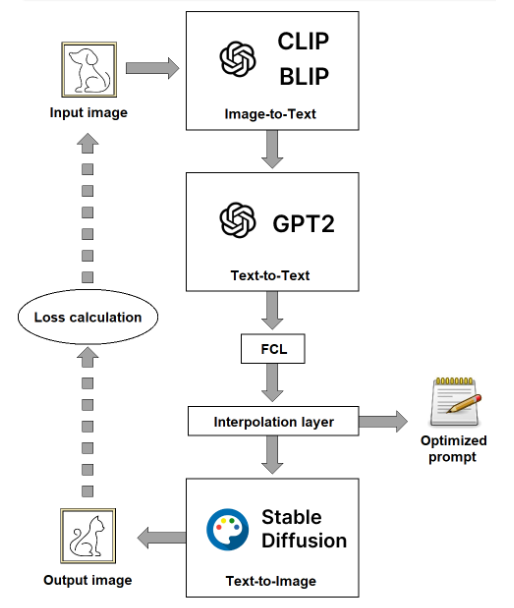 CLIP
BLIP
Image-to-Text
Input image
GPT2
Text-to-Text
Loss calculation
FCL
Interpolation layer
Optimized
prompt
Stable
Diffusion
Text-to-Image
Output image